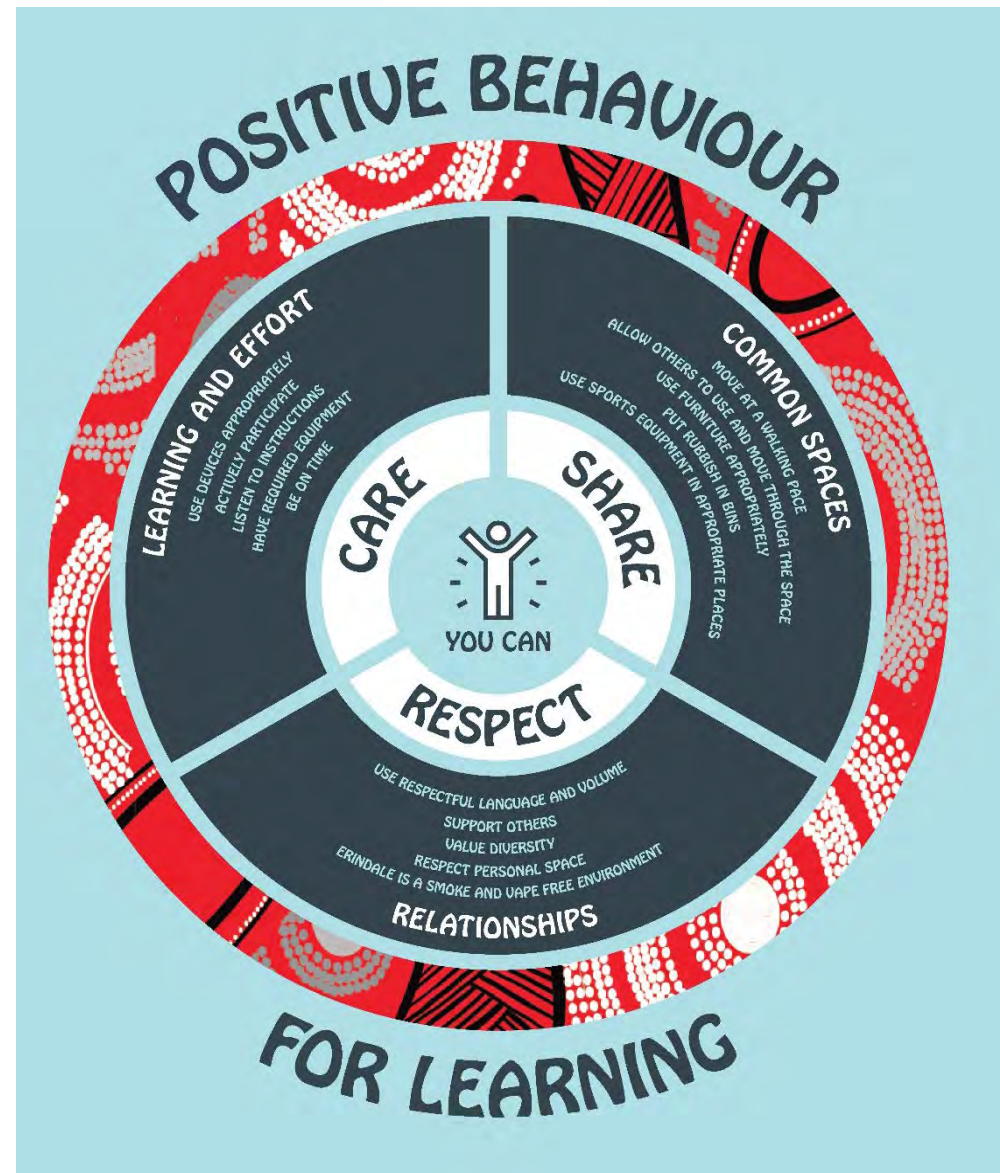 POSITIVE BEHAVIOUR
LEARNING AND EFFORT
USE DEVICES APPROPRIATELY
ACTIVELY PARTICIPATE
LISTEN TO INSTRUCTIONS
HAVE REQUIRED EQUIPMENT
BE ON TIME
COMMON SPACES
MOVE AT A WALKING PACE
ALLOW OTHERS TO USE AND MOVE THROUGH THE SPACE
USE FURNITURE APPROPRIATELY
PUT RUBBISH IN BINS
USE SPORTS EQUIPMENT IN APPROPRIATE PLACES
CARE
SHARE
YOU CAN
RESPECT
USE RESPECTFUL LANGUAGE AND VOLUME
SUPPORT OTHERS
VALUE DIVERSITY
RESPECT PERSONAL SPACE
ERINDALE IS A SMOKE AND VAPE FREE ENVIRONMENT
RELATIONSHIPS
FOR LEARNING